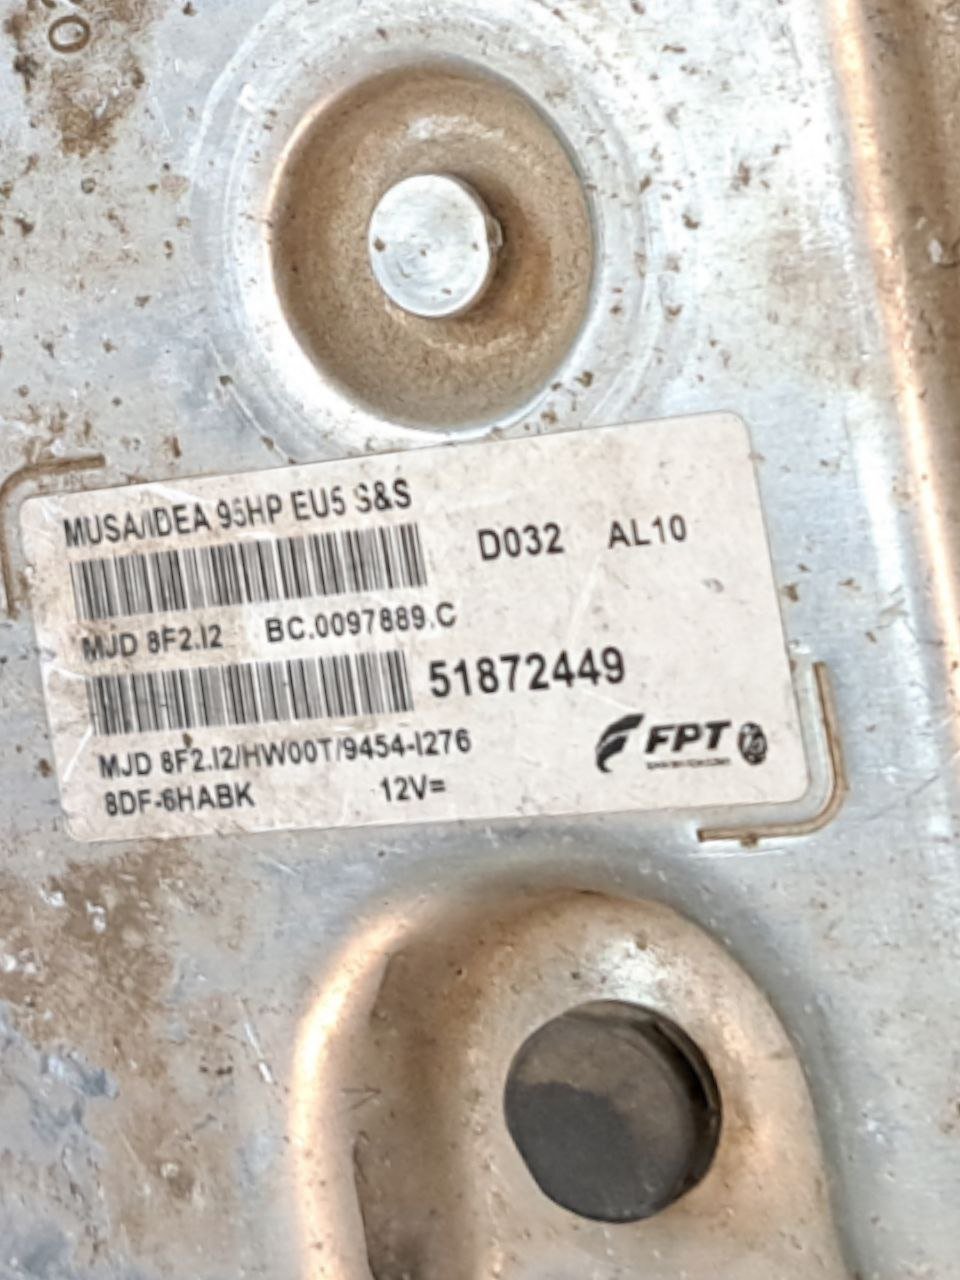 MUSA/IDEA 95HP EU5 S&S
D032 AL10
MJD 8F2.I2 BC.0097889.C
51872449
MJD 8F2.I2/HW00T/9454-I276
8DF-6HABK 12V=
FPT